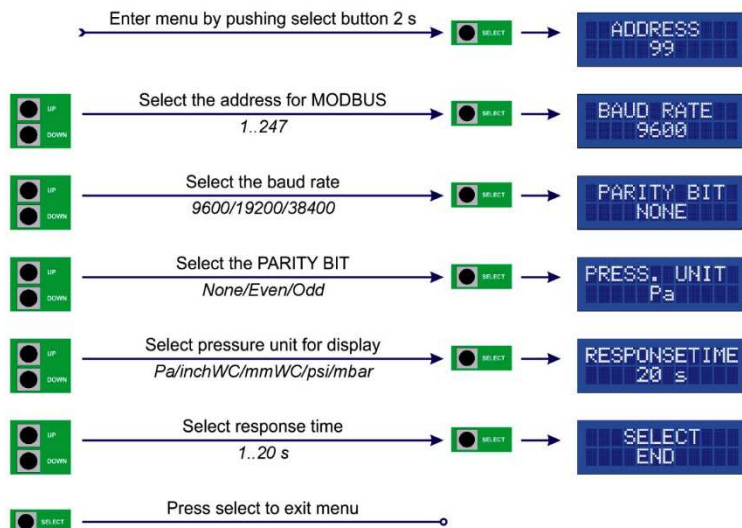 Enter menu by pushing select button 2 s
SELECT
ADDRESS
99
UP
DOWN
Select the address for MODBUS
1..247
SELECT
BAUD RATE
9600
UP
DOWN
Select the baud rate
9600/19200/38400
SELECT
PARITY BIT
NONE
UP
DOWN
Select the PARITY BIT
None/Even/Odd
SELECT
PRESS. UNIT
Pa
UP
DOWN
Select pressure unit for display
Pa/inchWC/mmWC/psi/mbar
SELECT
RESPONSETIME
20 s
UP
DOWN
Select response time
1..20 s
SELECT
SELECT
END
SELECT
Press select to exit menu